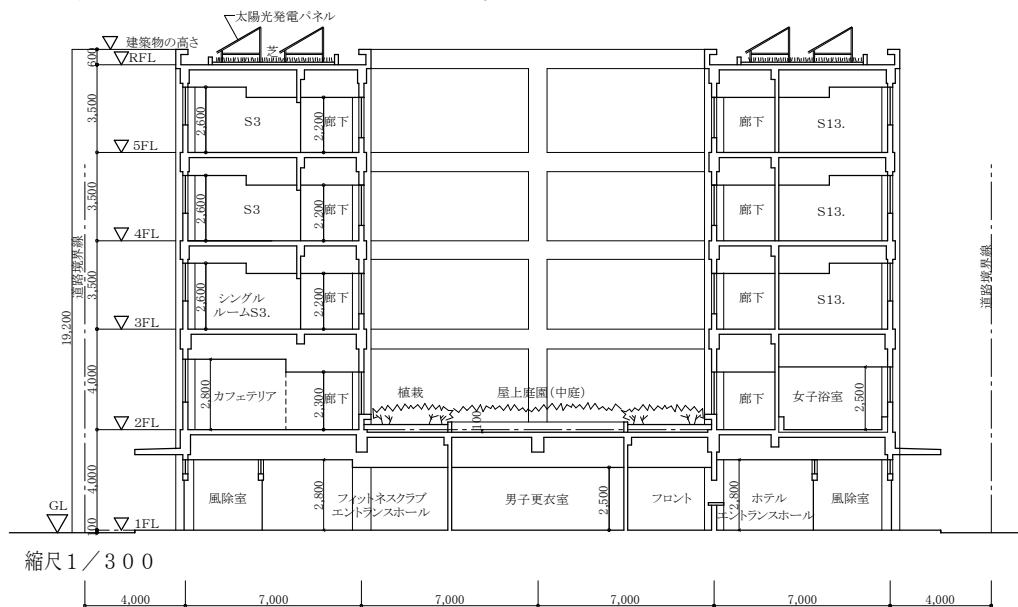 太陽光発電パネル
建築物の高さ
芝
RFL
600
3,500
2,600
S3
2,200
廊下
廊下
S13.
5FL
3,500
2,600
S3
2,200
廊下
廊下
S13.
4FL
道路境界線
道路境界線
19,200
3,500
2,600
シングル
ルームS3.
2,200
廊下
廊下
S13.
3FL
4,000
2,800
カフェテリア
2,300
廊下
植栽
屋上庭園(中庭)
100
廊下
女子浴室
2,500
2FL
4,000
風除室
2,800
フィットネスクラブ
エントランスホール
男子更衣室
2,500
フロント
2,800
ホテル
エントランスホール
風除室
GL
100
1FL
縮尺1/300
4,000
7,000
7,000
7,000
7,000
4,000